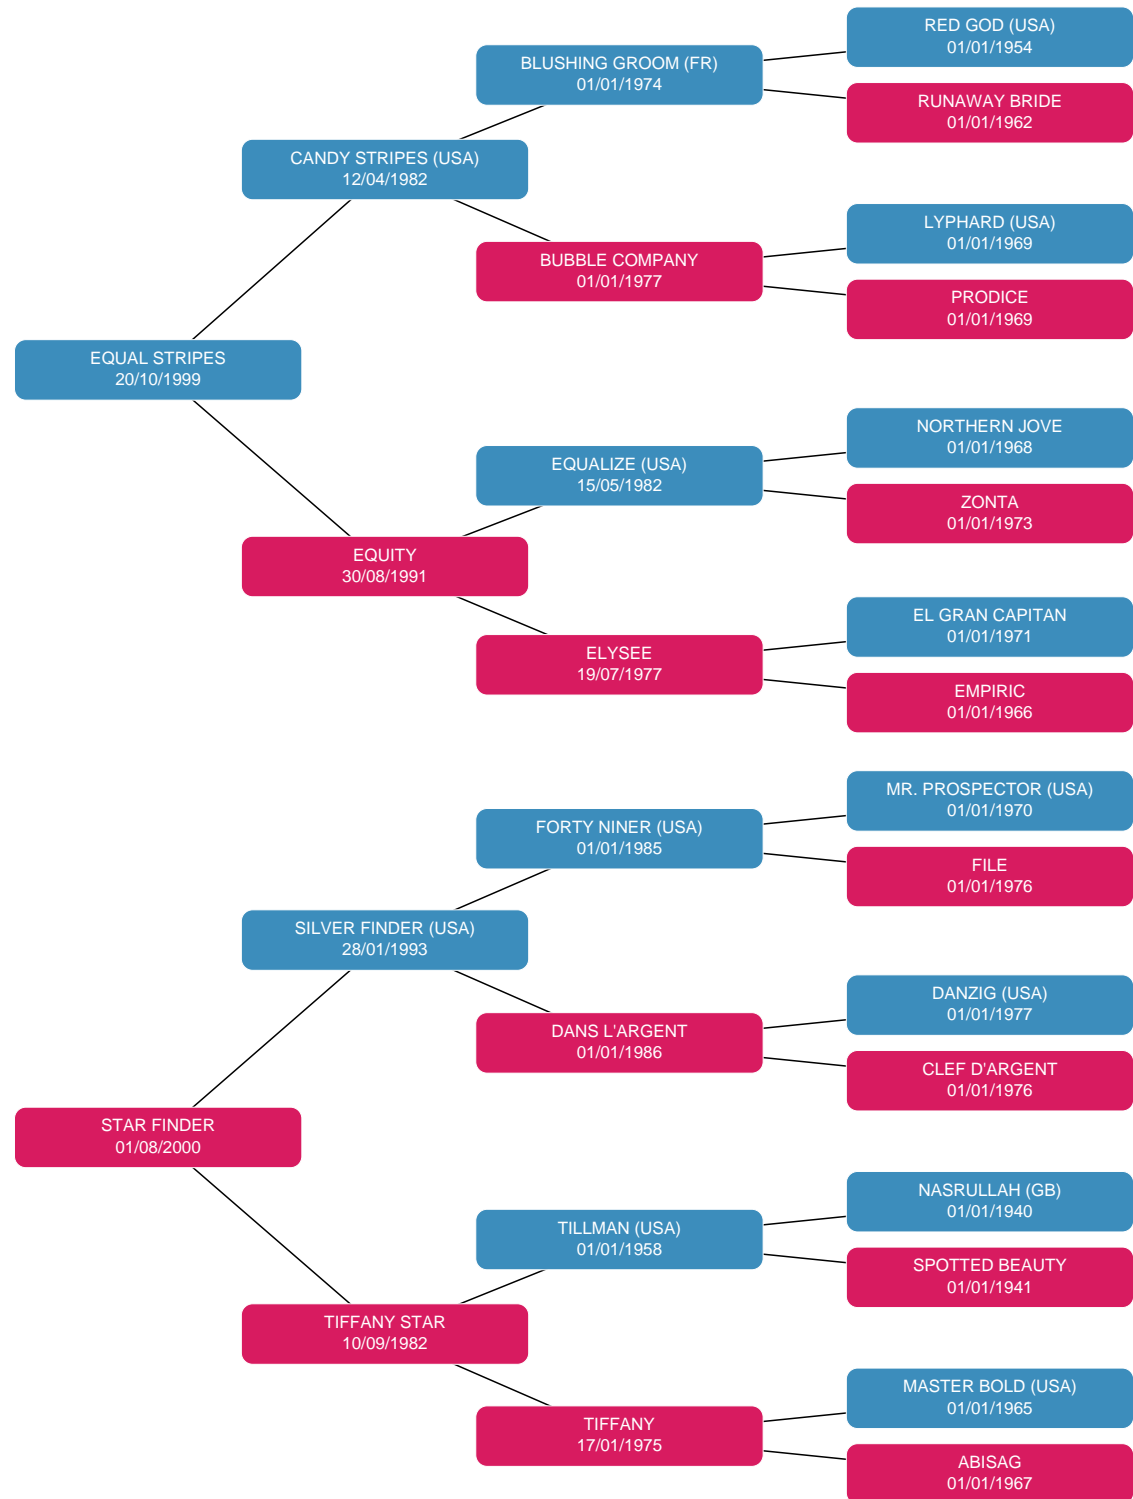 RED GOD (USA)
01/01/1954
BLUSHING GROOM (FR)
01/01/1974
RUNAWAY BRIDE
01/01/1962
CANDY STRIPES (USA)
12/04/1982
LYPHARD (USA)
01/01/1969
BUBBLE COMPANY
01/01/1977
PRODICE
01/01/1969
EQUAL STRIPES
20/10/1999
NORTHERN JOVE
01/01/1968
EQUALIZE (USA)
15/05/1982
ZONTA
01/01/1973
EQUITY
30/08/1991
EL GRAN CAPITAN
01/01/1971
ELYSEE
19/07/1977
EMPIRIC
01/01/1966
MR. PROSPECTOR (USA)
01/01/1970
FORTY NINER (USA)
01/01/1985
FILE
01/01/1976
SILVER FINDER (USA)
28/01/1993
DANZIG (USA)
01/01/1977
DANS L'ARGENT
01/01/1986
CLEF D'ARGENT
01/01/1976
STAR FINDER
01/08/2000
NASRULLAH (GB)
01/01/1940
TILLMAN (USA)
01/01/1958
SPOTTED BEAUTY
01/01/1941
TIFFANY STAR
10/09/1982
MASTER BOLD (USA)
01/01/1965
TIFFANY
17/01/1975
ABISAG
01/01/1967